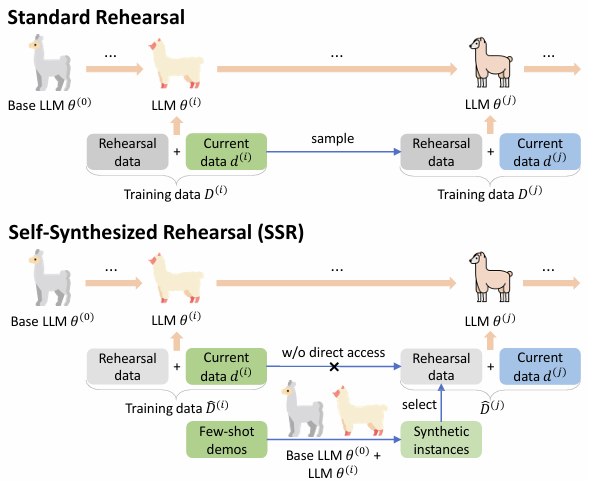 Standard Rehearsal
... ... ...
Base LLM θ^(0) LLM θ^(i) LLM θ^(j)
Rehearsal data + Current data d^(i) sample Rehearsal data + Current data d^(j)
Training data D^(i) Training data D^(j)
Self-Synthesized Rehearsal (SSR)
... ... ...
Base LLM θ^(0) LLM θ^(i) LLM θ^(j)
Rehearsal data + Current data d^(i) w/o direct access Rehearsal data + Current data d^(j)
Training data D̂^(i) select D̂^(j)
Few-shot demos Base LLM θ^(0) + Synthetic instances
LLM θ^(i)